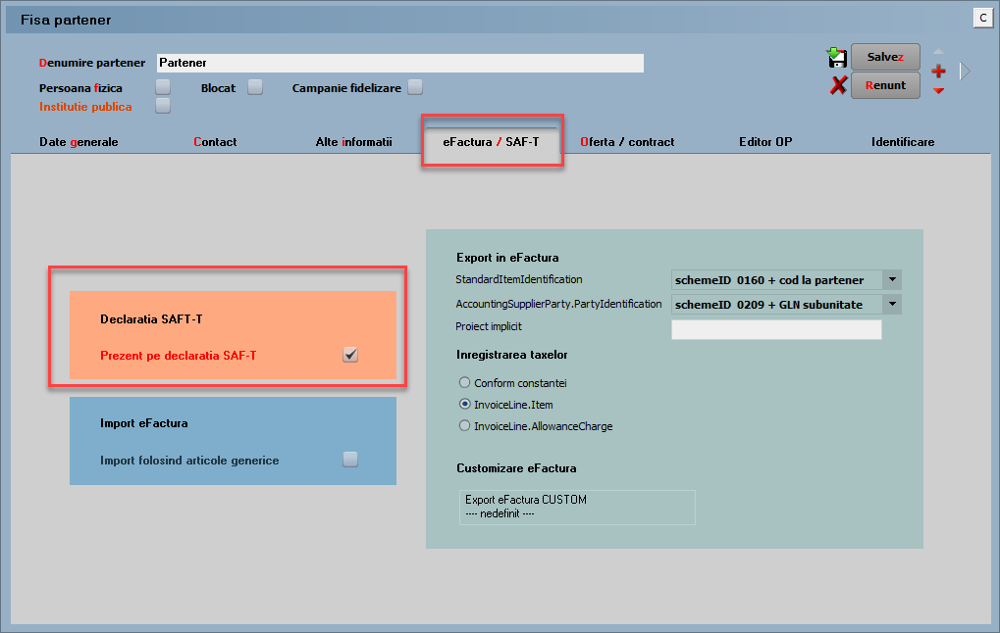 Fisa partener
C
Denumire partener Partener
Salvez
Persoana fizica Blocat Campanie fidelizare
Renunt
Institutie publica
Date generale Contact Alte informatii eFactura / SAF-T Oferta / contract Editor OP Identificare
Declaratia SAFT-T
Prezent pe declaratia SAF-T
Import eFactura
Import folosind articole generice
Export in eFactura
StandardItemIdentification schemeID 0160 + cod la partener
AccountingSupplierParty.PartyIdentification schemeID 0209 + GLN subunitate
Proiect implicit
Inregistrarea taxelor
Conform constantei
InvoiceLine.Item
InvoiceLine.AllowanceCharge
Customizare eFactura
Export eFactura CUSTOM
---- nedefinit ----